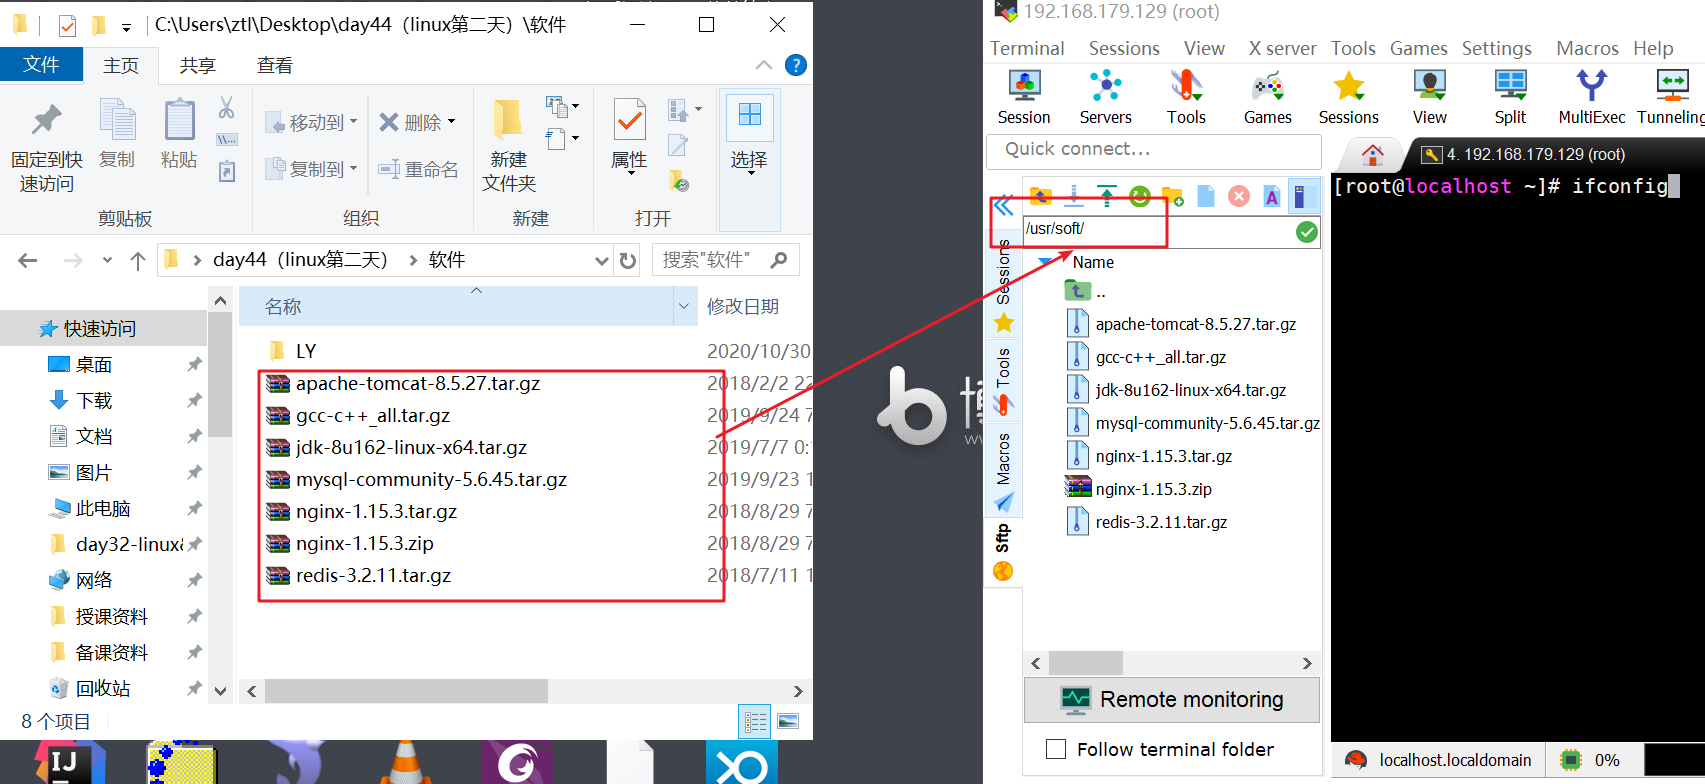 C:\Users\ztl\Desktop\day44（linux第二天）\软件
文件 主页 共享 查看
固定到快速访问
复制
粘贴
移动到
复制到
删除
重命名
新建
文件夹
属性
选择
剪贴板 组织 新建 打开
day44（linux第二天） 软件
搜索"软件"
名称 修改日期
快速访问
桌面
下载
文档
图片
此电脑
day32-linux
网络
授课资料
备课资料
回收站
LY 2020/10/30
apache-tomcat-8.5.27.tar.gz 2018/2/2 22
gcc-c++_all.tar.gz 2019/9/24 7
jdk-8u162-linux-x64.tar.gz 2019/7/7 0:
mysql-community-5.6.45.tar.gz 2019/9/23 1
nginx-1.15.3.tar.gz 2018/8/29 7
nginx-1.15.3.zip 2018/8/29 7
redis-3.2.11.tar.gz 2018/7/11 1
8 个项目
IJ
192.168.179.129 (root)
Terminal Sessions View X server Tools Games Settings Macros Help
Session Servers Tools Games Sessions View Split MultiExec Tunneling
Quick connect...
4. 192.168.179.129 (root)
[root@localhost ~]# ifconfig
/usr/soft/
Sessions
Tools
Macros
Sftp
Name
..
apache-tomcat-8.5.27.tar.gz
gcc-c++_all.tar.gz
jdk-8u162-linux-x64.tar.gz
mysql-community-5.6.45.tar.gz
nginx-1.15.3.tar.gz
nginx-1.15.3.zip
redis-3.2.11.tar.gz
Remote monitoring
Follow terminal folder
localhost.localdomain 0%